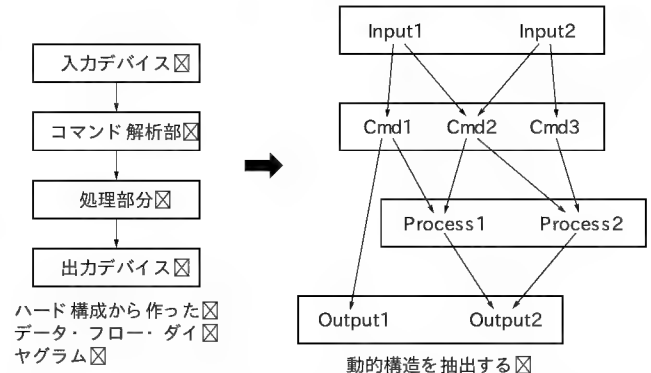 入力デバイス
コマンド解析部
処理部分
出力デバイス
ハード構成から作った
データ・フロー・ダイ
ヤグラム
Input1 Input2
Cmd1 Cmd2 Cmd3
Process1 Process2
Output1 Output2
動的構造を抽出する